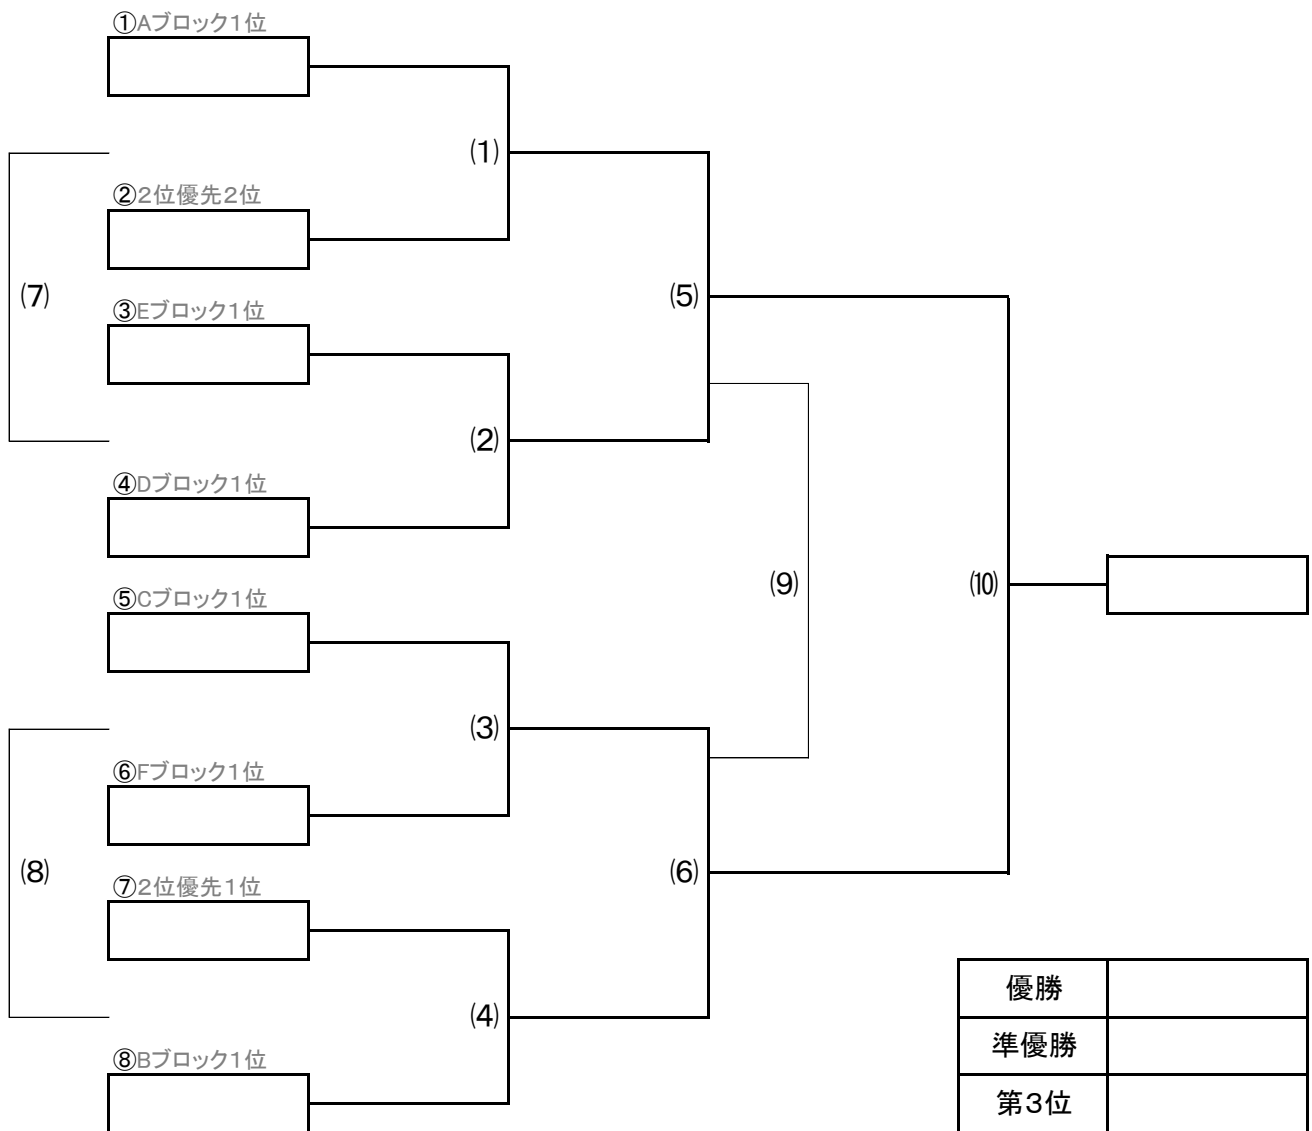 ①Aブロック1位
(1)
②2位優先2位
(7)
(5)
③Eブロック1位
(2)
④Dブロック1位
⑤Cブロック1位
(9)
(10)
(3)
⑥Fブロック1位
(8)
(6)
⑦2位優先1位
(4)
⑧Bブロック1位
優勝
準優勝
第3位